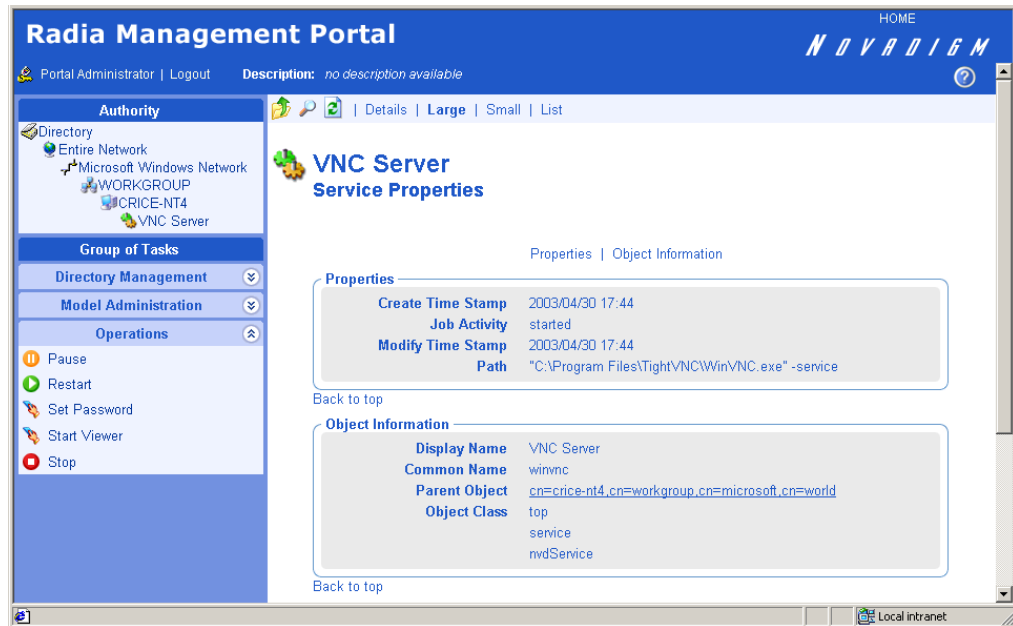 Radia Management Portal
HOME
NOVADIGM
Portal Administrator | Logout
Description: no description available
Authority
Directory
Entire Network
Microsoft Windows Network
WORKGROUP
CRICE-NT4
VNC Server
Group of Tasks
Directory Management
Model Administration
Operations
Pause
Restart
Set Password
Start Viewer
Stop
| Details | Large | Small | List
VNC Server
Service Properties
Properties | Object Information
Properties
Create Time Stamp 2003/04/30 17:44
Job Activity started
Modify Time Stamp 2003/04/30 17:44
Path "C:\Program Files\TightVNC\WinVNC.exe" -service
Back to top
Object Information
Display Name VNC Server
Common Name winvnc
Parent Object cn=crice-nt4,cn=workgroup,cn=microsoft,cn=world
Object Class top
service
nvdService
Back to top
Local intranet